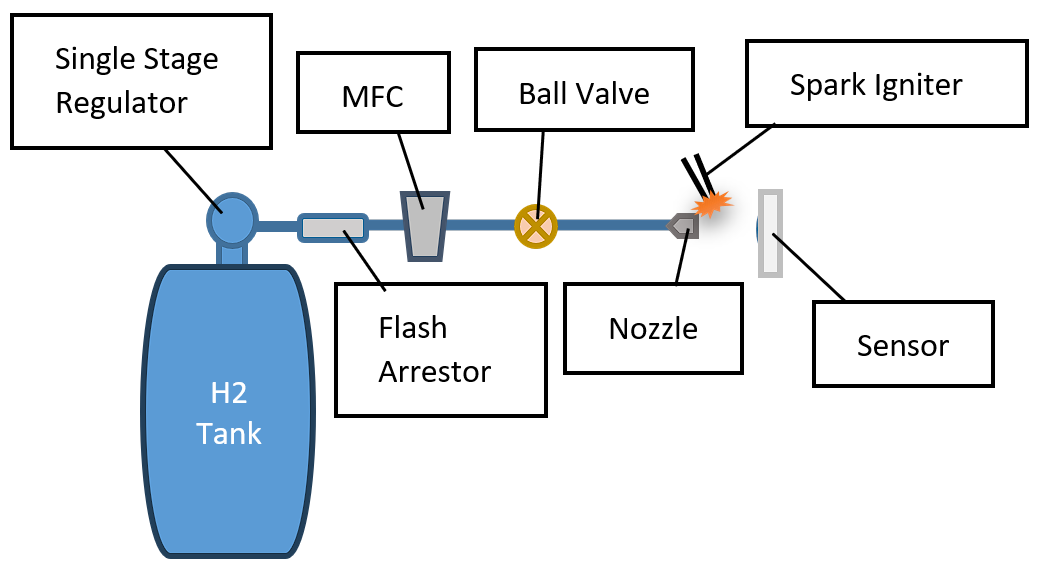 Single Stage
Regulator
MFC
Ball Valve
Spark Igniter
Flash
Arrestor
Nozzle
Sensor
H2
Tank